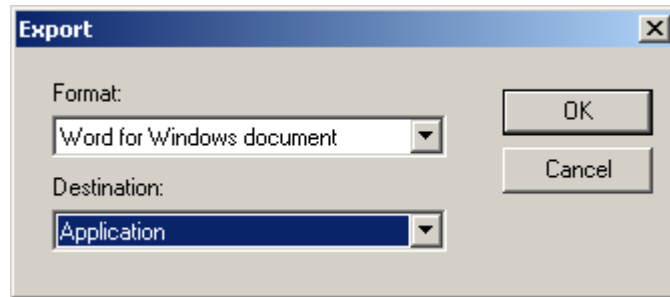 Export
Format:
Word for Windows document
OK
Cancel
Destination:
Application